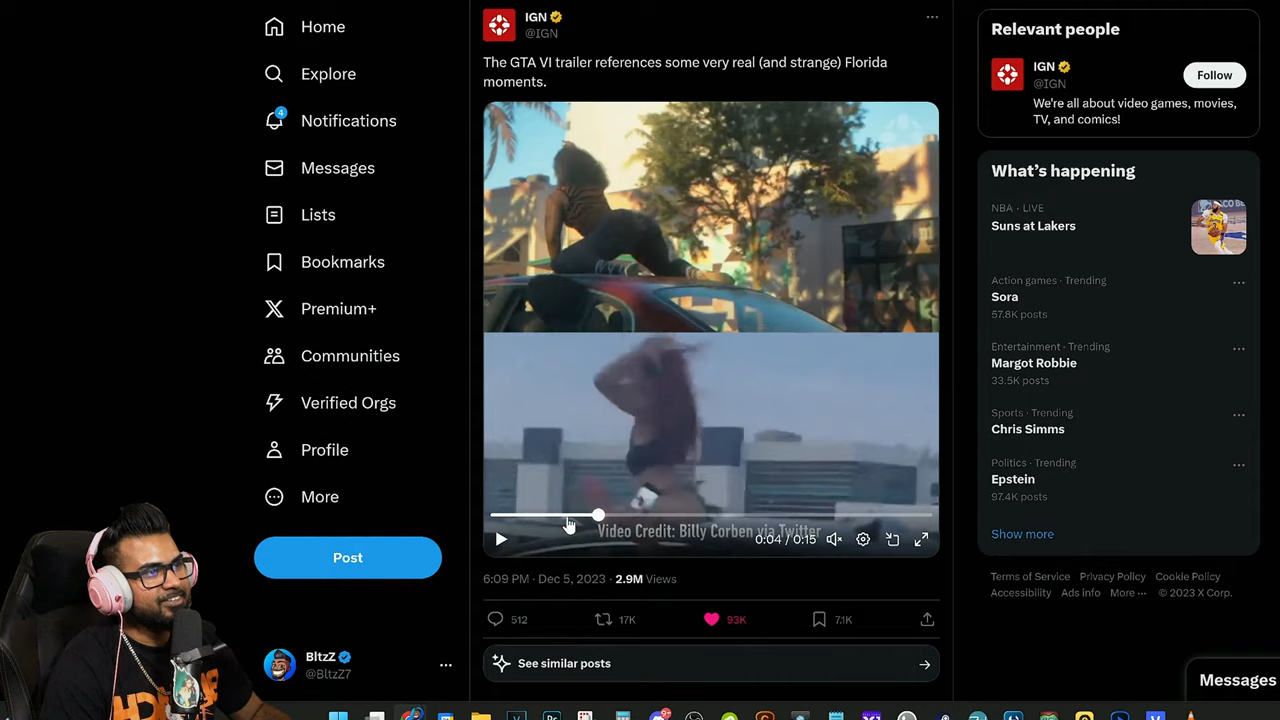 Home
Explore
4
Notifications
Messages
Lists
Bookmarks
Premium+
Communities
Verified Orgs
Profile
More
Post
BltzZ
@BltzZ7
IGN
@IGN
The GTA VI trailer references some very real (and strange) Florida
moments.
Video Credit: Billy Corben via Twitter
0:04 / 0:15
6:09 PM · Dec 5, 2023 · 2.9M Views
512
17K
93K
7.1K
See similar posts
Relevant people
IGN
@IGN
Follow
We're all about video games, movies,
TV, and comics!
What's happening
NBA · LIVE
Suns at Lakers
Action games · Trending
Sora
57.8K posts
Entertainment · Trending
Margot Robbie
33.5K posts
Sports · Trending
Chris Simms
Politics · Trending
Epstein
97.4K posts
Show more
Terms of Service Privacy Policy Cookie Policy
Accessibility Ads info More ··· © 2023 X Corp.
Messages